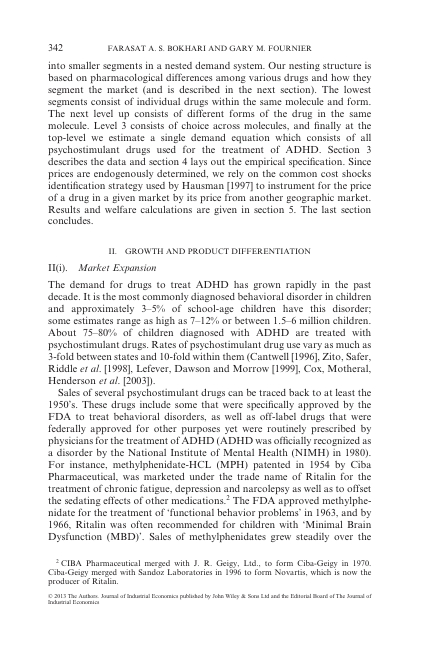 342 FARASAT A. S. BOKHARI AND GARY M. FOURNIER
into smaller segments in a nested demand system. Our nesting structure is
based on pharmacological differences among various drugs and how they
segment the market (and is described in the next section). The lowest
segments consist of individual drugs within the same molecule and form.
The next level up consists of different forms of the drug in the same
molecule. Level 3 consists of choice across molecules, and finally at the
top-level we estimate a single demand equation which consists of all
psychostimulant drugs used for the treatment of ADHD. Section 3
describes the data and section 4 lays out the empirical specification. Since
prices are endogenously determined, we rely on the common cost shocks
identification strategy used by Hausman [1997] to instrument for the price
of a drug in a given market by its price from another geographic market.
Results and welfare calculations are given in section 5. The last section
concludes.
II. GROWTH AND PRODUCT DIFFERENTIATION
II(i). Market Expansion
The demand for drugs to treat ADHD has grown rapidly in the past
decade. It is the most commonly diagnosed behavioral disorder in children
and approximately 3–5% of school-age children have this disorder;
some estimates range as high as 7–12% or between 1.5–6 million children.
About 75–80% of children diagnosed with ADHD are treated with
psychostimulant drugs. Rates of psychostimulant drug use vary as much as
3-fold between states and 10-fold within them (Cantwell [1996], Zito, Safer,
Riddle et al. [1998], Lefever, Dawson and Morrow [1999], Cox, Motheral,
Henderson et al. [2003]).
Sales of several psychostimulant drugs can be traced back to at least the
1950's. These drugs include some that were specifically approved by the
FDA to treat behavioral disorders, as well as off-label drugs that were
federally approved for other purposes yet were routinely prescribed by
physicians for the treatment of ADHD (ADHD was officially recognized as
a disorder by the National Institute of Mental Health (NIMH) in 1980).
For instance, methylphenidate-HCL (MPH) patented in 1954 by Ciba
Pharmaceutical, was marketed under the trade name of Ritalin for the
treatment of chronic fatigue, depression and narcolepsy as well as to offset
the sedating effects of other medications.2 The FDA approved methylphe-
nidate for the treatment of 'functional behavior problems' in 1963, and by
1966, Ritalin was often recommended for children with 'Minimal Brain
Dysfunction (MBD)'. Sales of methylphenidates grew steadily over the
2 CIBA Pharmaceutical merged with J. R. Geigy, Ltd., to form Ciba-Geigy in 1970.
Ciba-Geigy merged with Sandoz Laboratories in 1996 to form Novartis, which is now the
producer of Ritalin.
© 2013 The Authors. Journal of Industrial Economics published by John Wiley & Sons Ltd and the Editorial Board of The Journal of
Industrial Economics